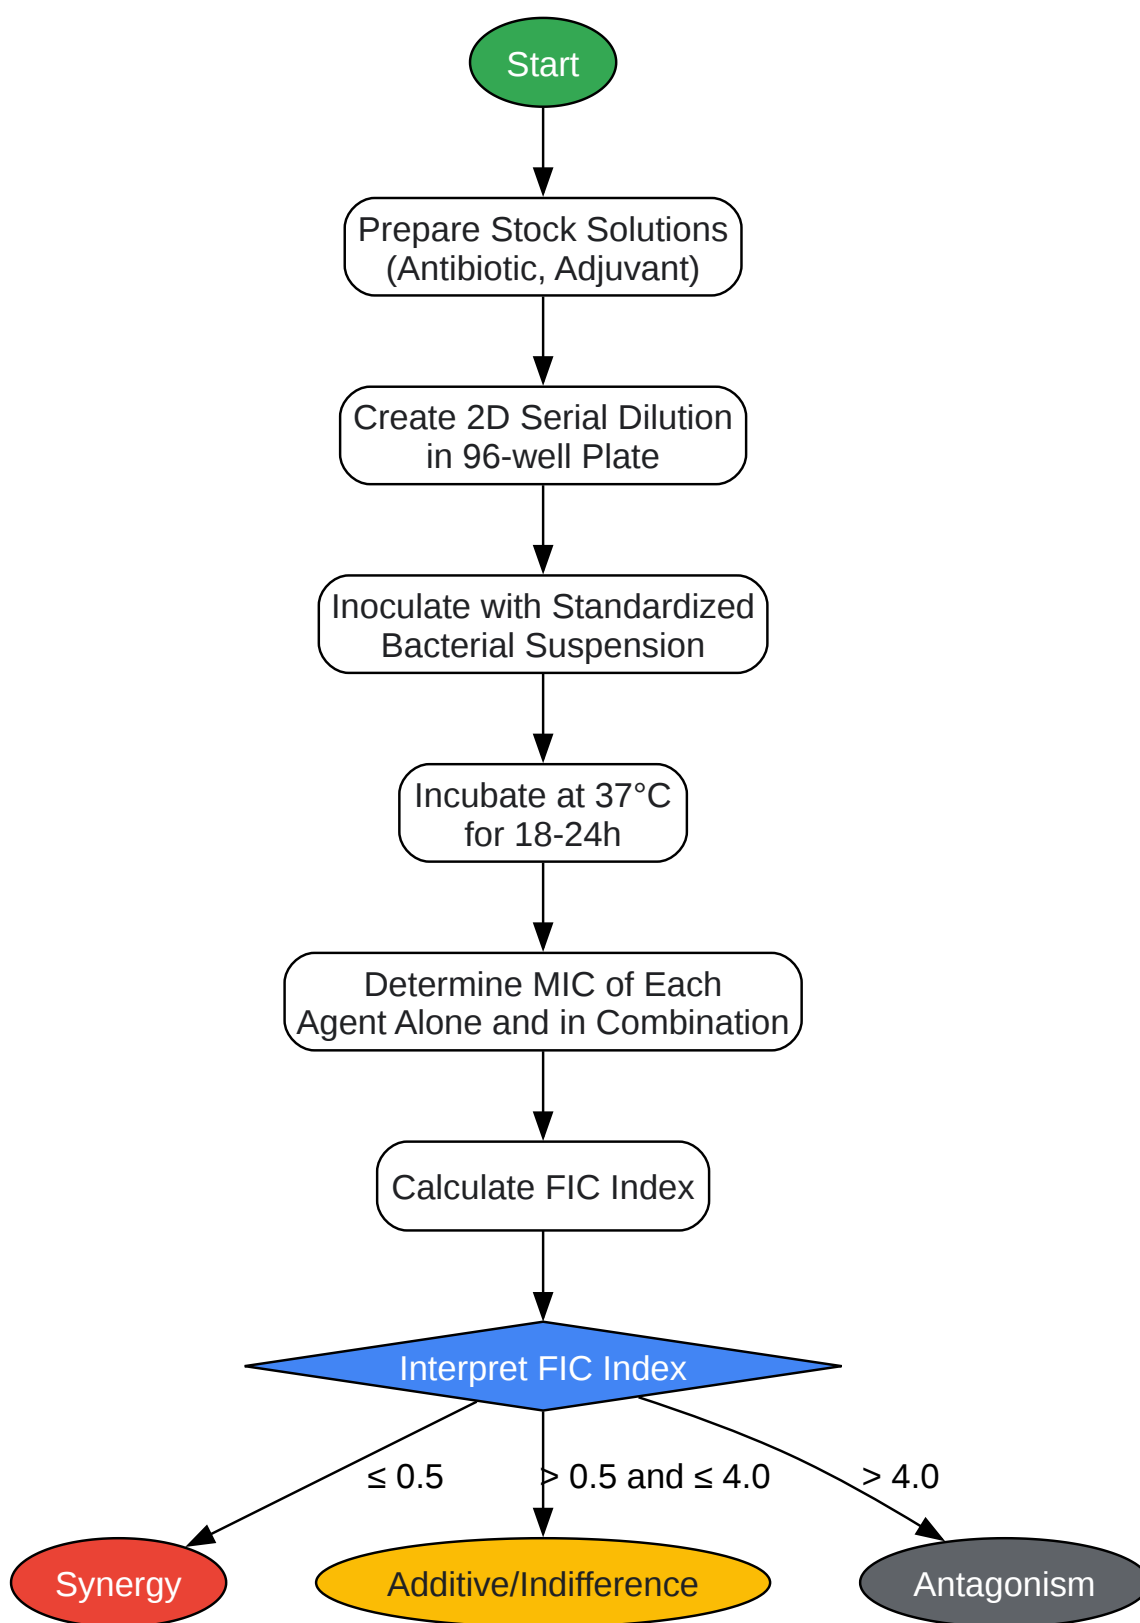 Start
Prepare Stock Solutions
(Antibiotic, Adjuvant)
Create 2D Serial Dilution
in 96-well Plate
Inoculate with Standardized
Bacterial Suspension
Incubate at 37°C
for 18-24h
Determine MIC of Each
Agent Alone and in Combination
Calculate FIC Index
Interpret FIC Index
≤ 0.5
> 0.5 and ≤ 4.0
> 4.0
Synergy
Additive/Indifference
Antagonism